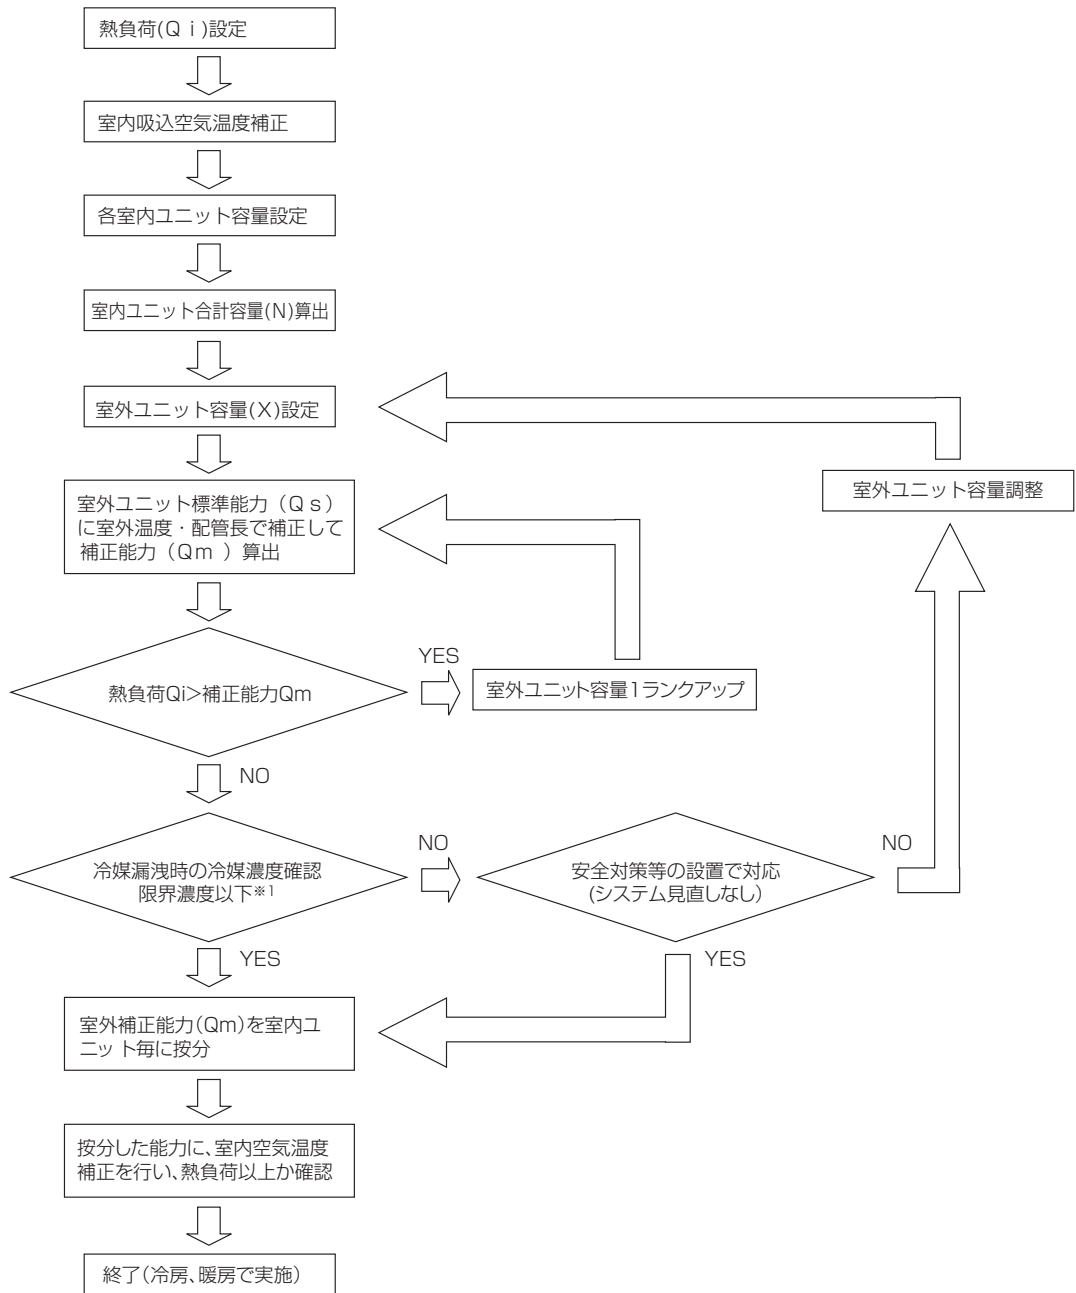 熱負荷(Ｑｉ)設定
室内吸込空気温度補正
各室内ユニット容量設定
室内ユニット合計容量(N)算出
室外ユニット容量(X)設定
室外ユニット容量調整
室外ユニット標準能力（Ｑｓ）
に室外温度・配管長で補正して
補正能力（Ｑｍ ）算出
熱負荷Qi>補正能力Qm
YES
室外ユニット容量1ランクアップ
NO
冷媒漏洩時の冷媒濃度確認
限界濃度以下※1
NO
安全対策等の設置で対応
(システム見直しなし)
NO
YES
YES
室外補正能力(Qm)を室内ユ
ニット毎に按分
按分した能力に、室内空気温度
補正を行い、熱負荷以上か確認
終了(冷房、暖房で実施)